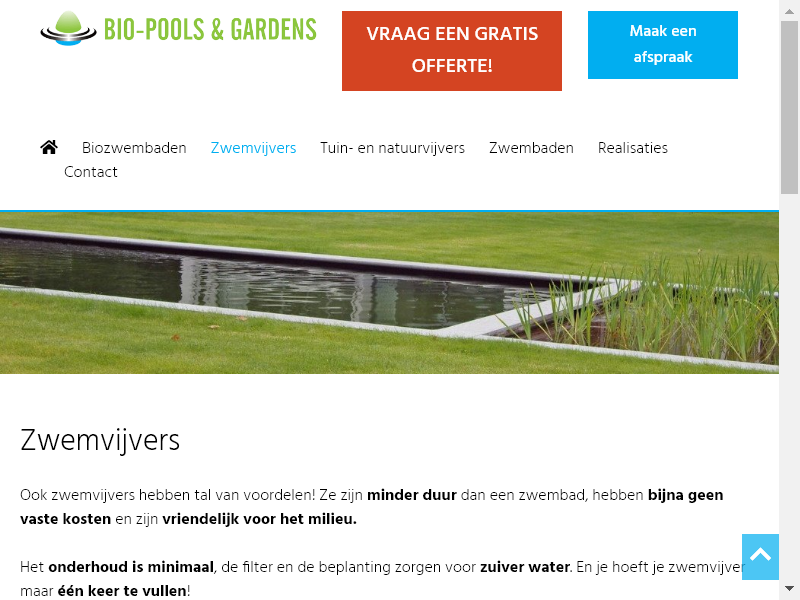 BIO-POOLS & GARDENS
VRAAG EEN GRATIS
OFFERTE!
Maak een
afspraak
Biozwembaden Zwemvijvers Tuin- en natuurvijvers Zwembaden Realisaties
Contact
Zwemvijvers
Ook zwemvijvers hebben tal van voordelen! Ze zijn minder duur dan een zwembad, hebben bijna geen
vaste kosten en zijn vriendelijk voor het milieu.
Het onderhoud is minimaal, de filter en de beplanting zorgen voor zuiver water. En je hoeft je zwemvijver
maar één keer te vullen!